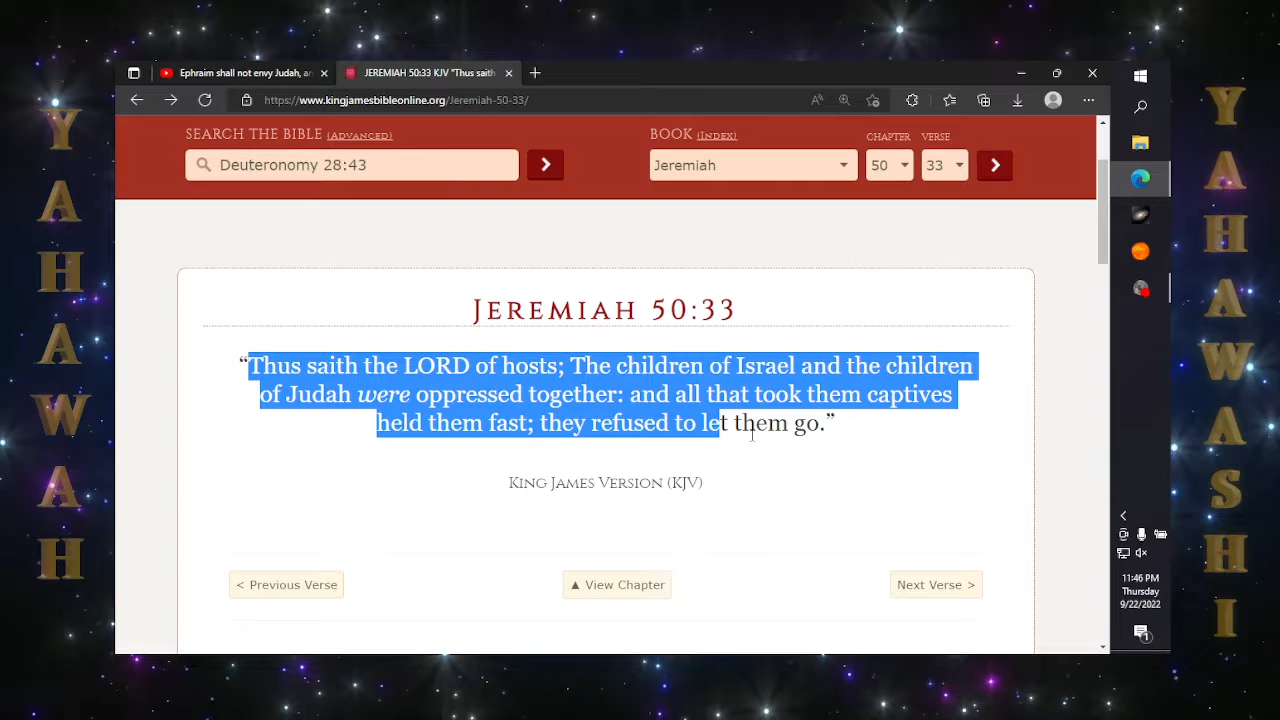 YAHAWAH
Ephraim shall not envy Judah, an
JEREMIAH 50:33 KJV "Thus saith
https://www.kingjamesbibleonline.org/Jeremiah-50-33/
SEARCH THE BIBLE (ADVANCED)
BOOK (INDEX)
CHAPTER
VERSE
Deuteronomy 28:43
Jeremiah
50
33
JEREMIAH 50:33
“Thus saith the LORD of hosts; The children of Israel and the children
of Judah were oppressed together: and all that took them captives
held them fast; they refused to let them go.”
KING JAMES VERSION (KJV)
< Previous Verse
▲ View Chapter
Next Verse >
11:46 PM
Thursday
9/22/2022
1
YAHAWASHI